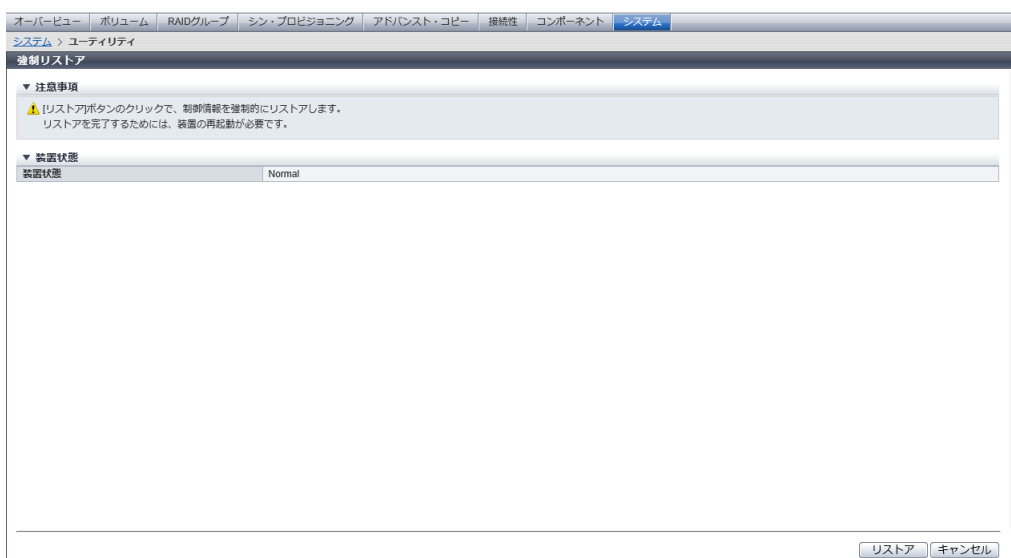 オーバービュー ボリューム RAIDグループ シン・プロビジョニング アドバンスト・コピー 接続性 コンポーネント システム
システム > ユーティリティ
強制リストア
▼ 注意事項
[リストア]ボタンのクリックで、制御情報を強制的にリストアします。
リストアを完了するためには、装置の再起動が必要です。
▼ 装置状態
装置状態 Normal
リストア キャンセル